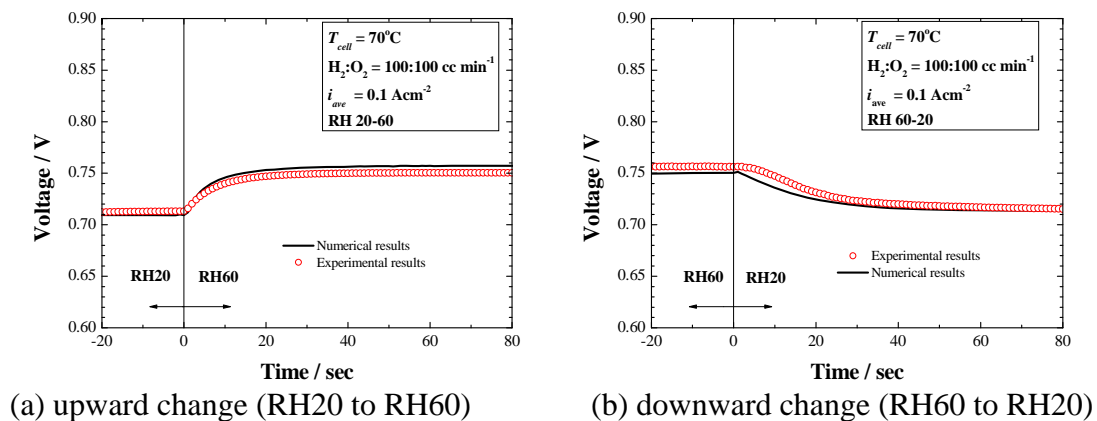 0.90
0.85
0.80
0.75
0.70
0.65
0.60
Voltage / V
T_cell = 70°C
H₂:O₂ = 100:100 cc min⁻¹
i_ave = 0.1 Acm⁻²
RH 20-60
Numerical results
Experimental results
RH20 RH60
-20 0 20 40 60 80
Time / sec
(a) upward change (RH20 to RH60)
0.90
0.85
0.80
0.75
0.70
0.65
0.60
Voltage / V
T_cell = 70°C
H₂:O₂ = 100:100 cc min⁻¹
i_ave = 0.1 Acm⁻²
RH 60-20
Experimental results
Numerical results
RH60 RH20
-20 0 20 40 60 80
Time / sec
(b) downward change (RH60 to RH20)